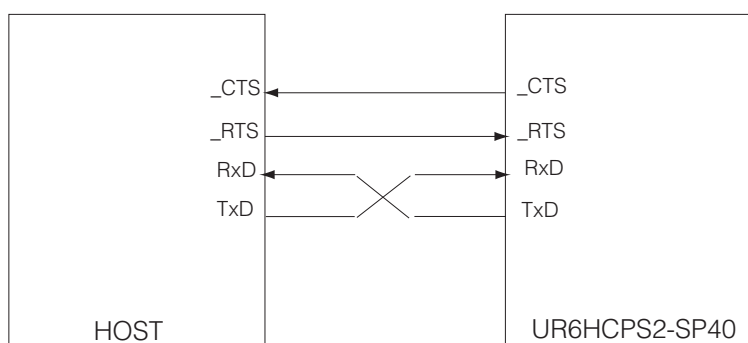 _CTS _CTS
_RTS _RTS
RxD RxD
TxD TxD
HOST UR6HCPS2-SP40